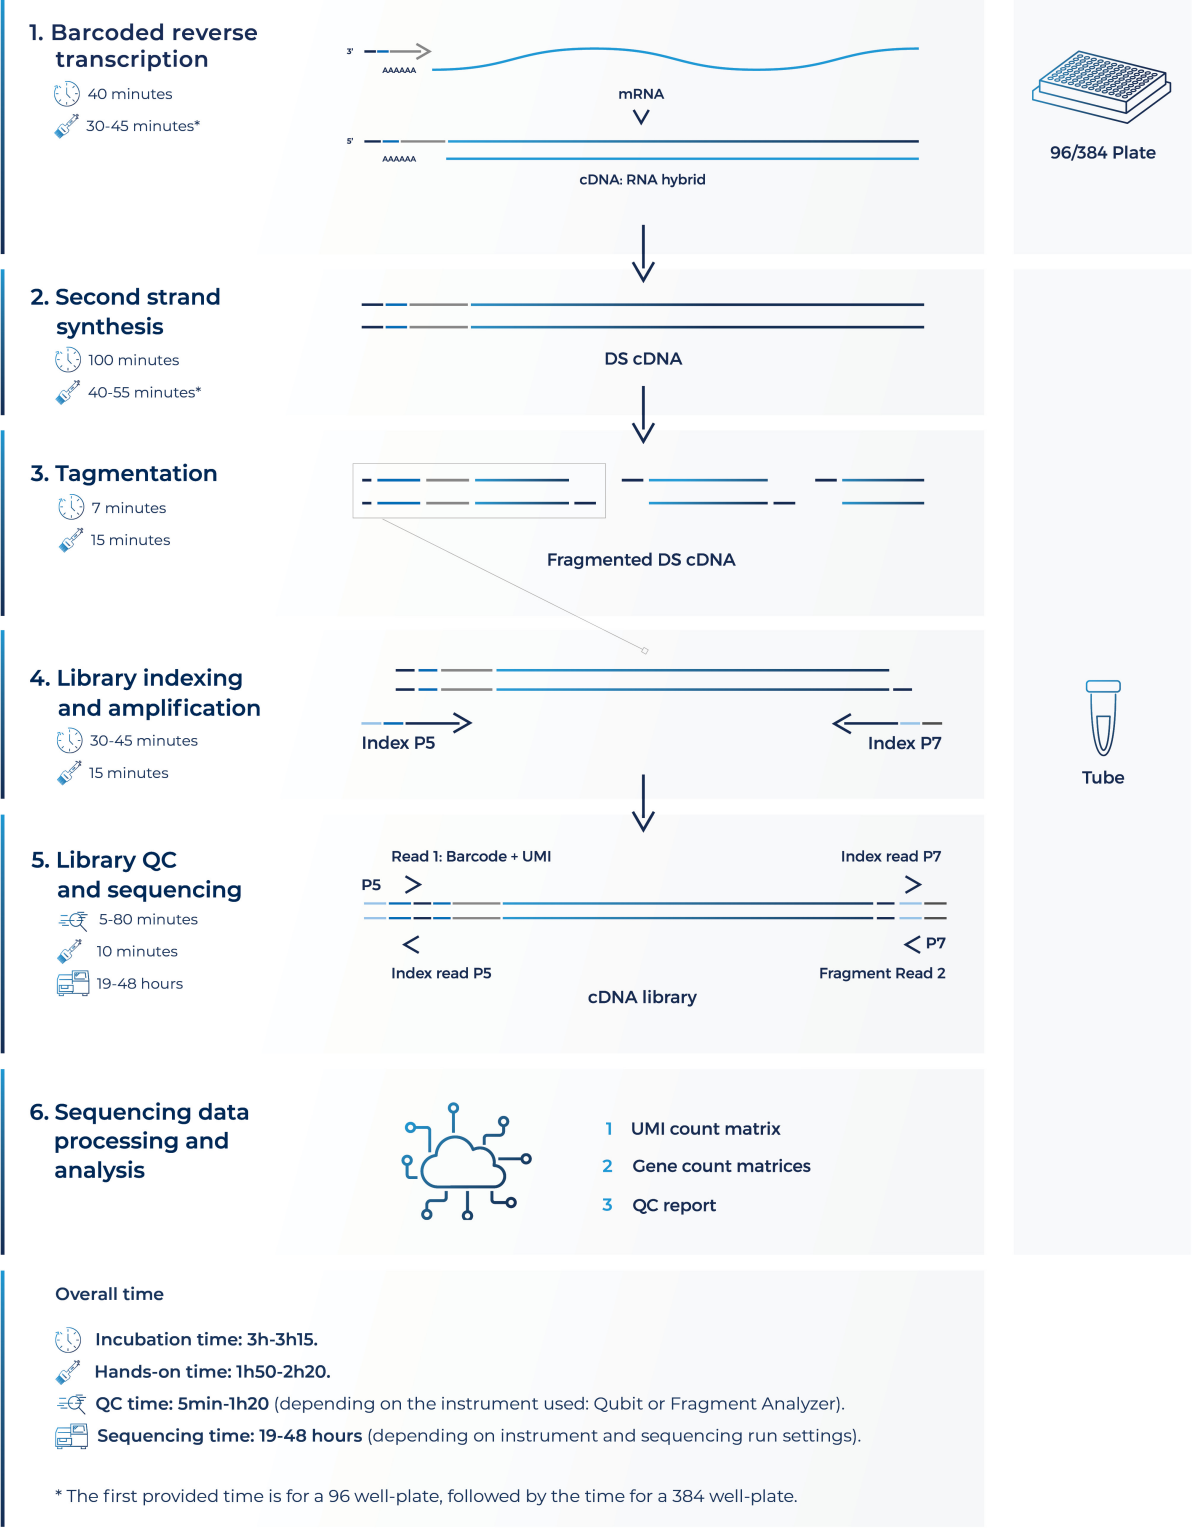 1. Barcoded reverse
transcription
40 minutes
30-45 minutes*
3'
AAAAAA
mRNA
5'
AAAAAA
cDNA: RNA hybrid
96/384 Plate
2. Second strand
synthesis
100 minutes
40-55 minutes*
DS cDNA
3. Tagmentation
7 minutes
15 minutes
Fragmented DS cDNA
4. Library indexing
and amplification
30-45 minutes
15 minutes
Index P5
Index P7
Tube
5. Library QC
and sequencing
5-80 minutes
10 minutes
19-48 hours
Read 1: Barcode + UMI
Index read P7
P5
P7
Index read P5
Fragment Read 2
cDNA library
6. Sequencing data
processing and
analysis
1 UMI count matrix
2 Gene count matrices
3 QC report
Overall time
Incubation time: 3h-3h15.
Hands-on time: 1h50-2h20.
QC time: 5min-1h20 (depending on the instrument used: Qubit or Fragment Analyzer).
Sequencing time: 19-48 hours (depending on instrument and sequencing run settings).
* The first provided time is for a 96 well-plate, followed by the time for a 384 well-plate.